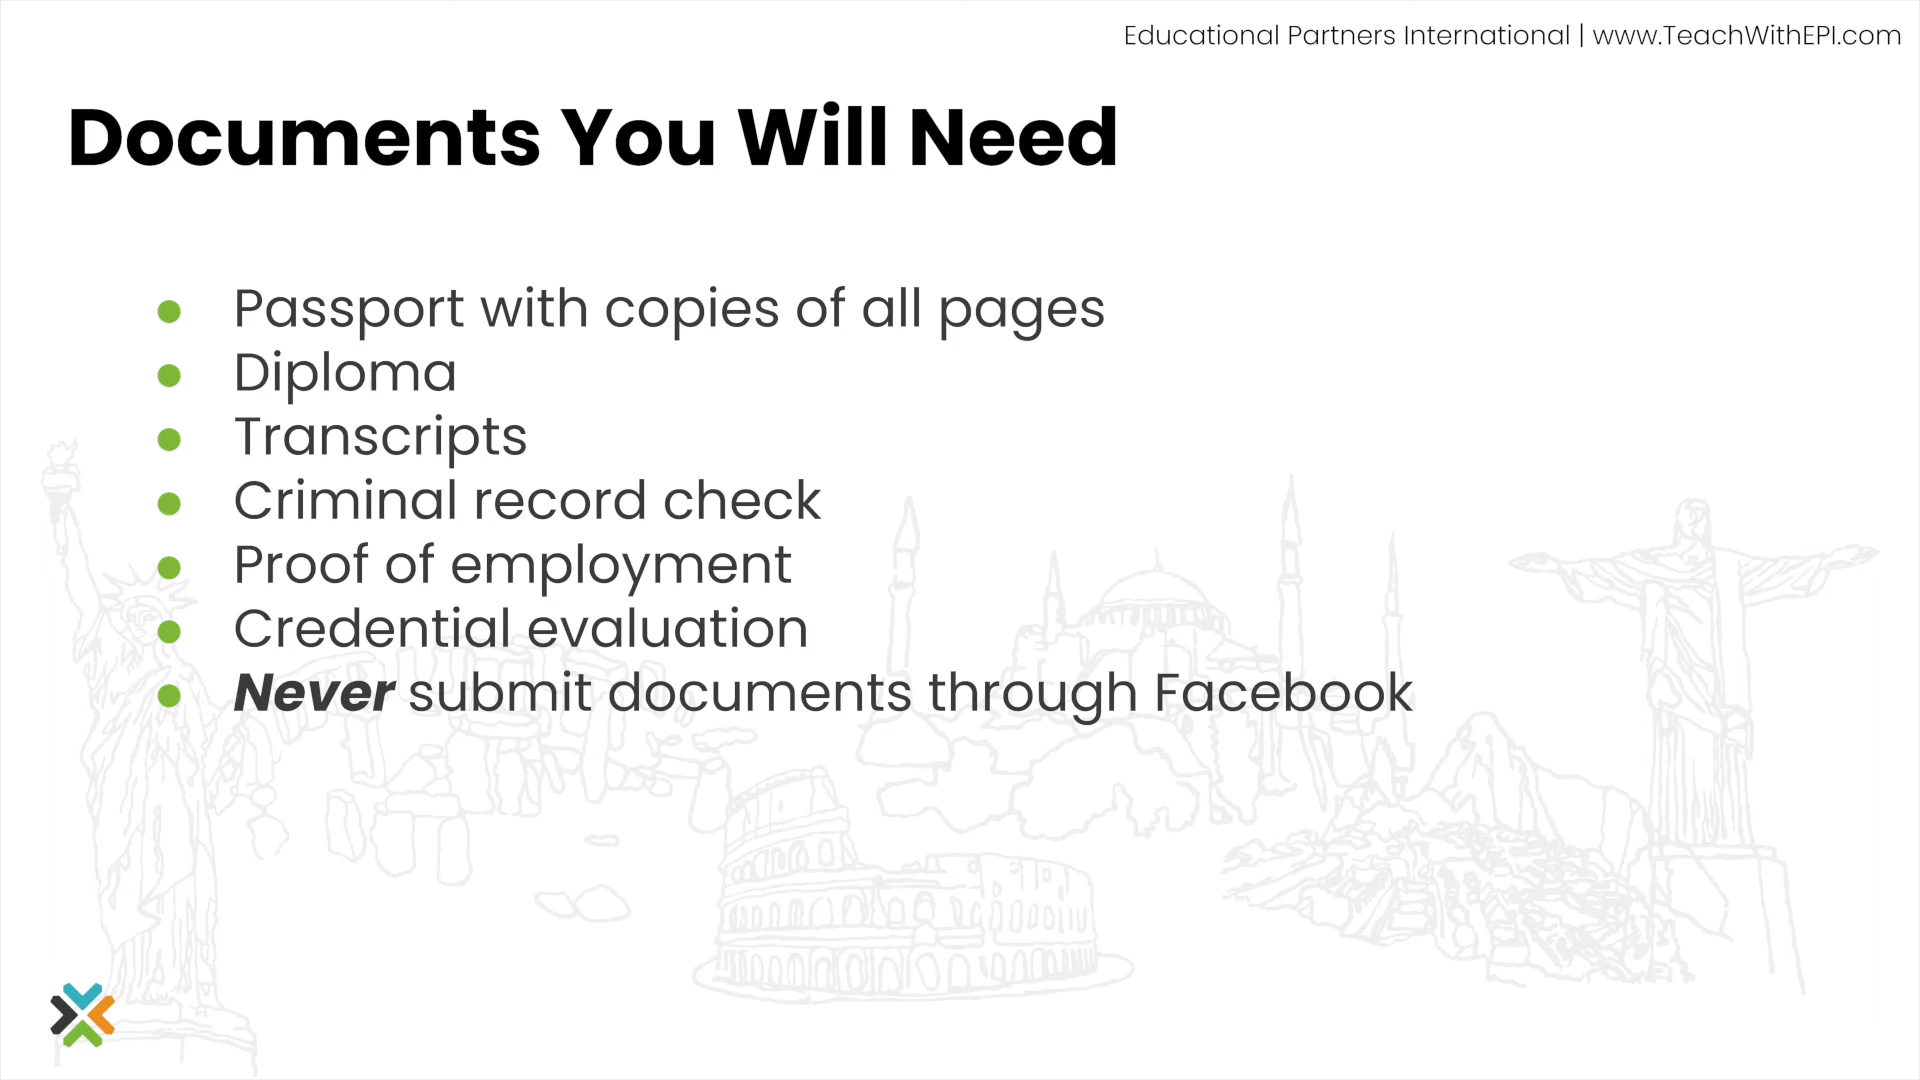 Educational Partners International | www.TeachWithEPI.com
Documents You Will Need
● Passport with copies of all pages
● Diploma
● Transcripts
● Criminal record check
● Proof of employment
● Credential evaluation
● Never submit documents through Facebook